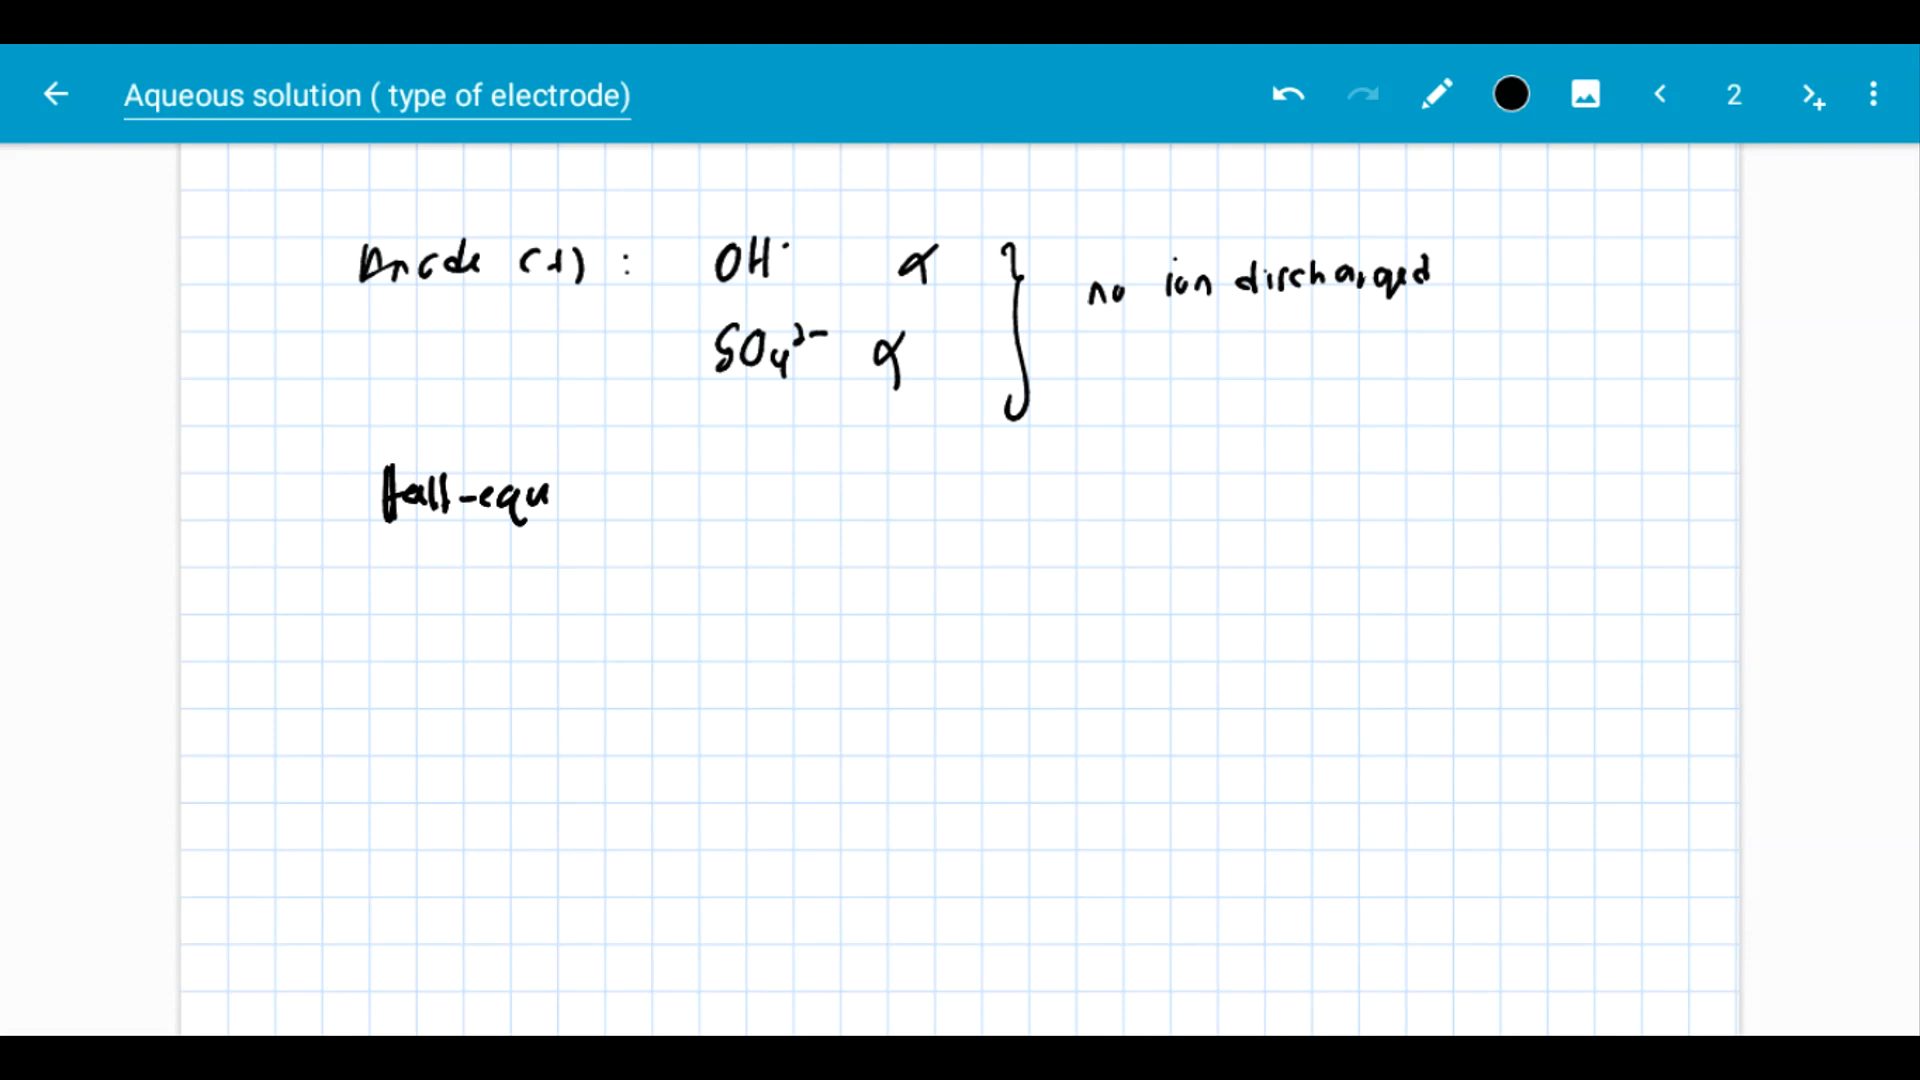 Aqueous solution ( type of electrode)
2
Anode (+) : OH⁻ α } no ion discharged
SO₄²⁻ α
Half-equ